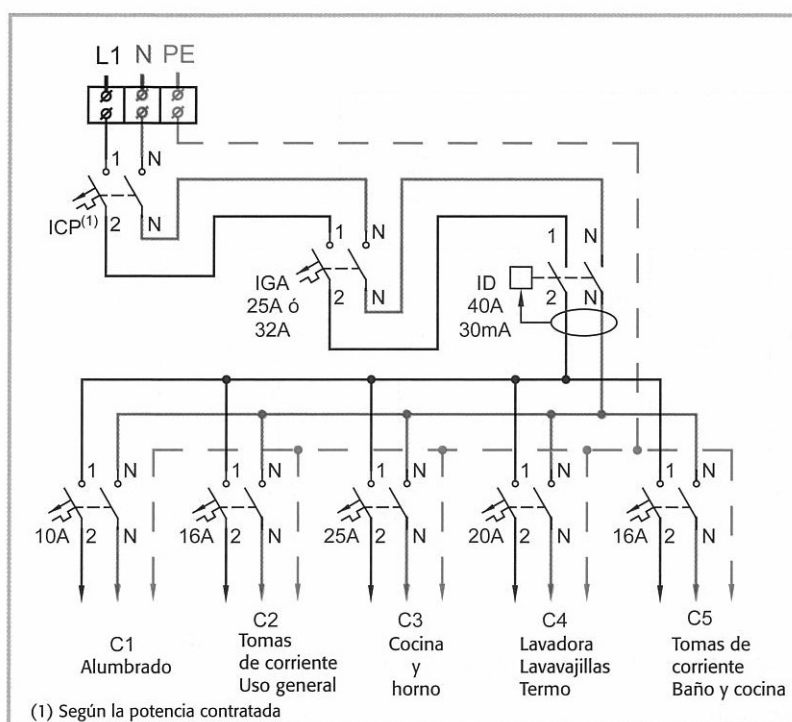 L1 N PE
1 N
ICP(1) 2 N
1 N
IGA 2 N
25A ó
32A
1 N
ID 2 N
40A
30mA
1 N
10A 2 N
1 N
16A 2 N
1 N
25A 2 N
1 N
20A 2 N
1 N
16A 2 N
C1
Alumbrado
C2
Tomas
de corriente
Uso general
C3
Cocina
y
horno
C4
Lavadora
Lavavajillas
Termo
C5
Tomas de
corriente
Baño y cocina
(1) Según la potencia contratada